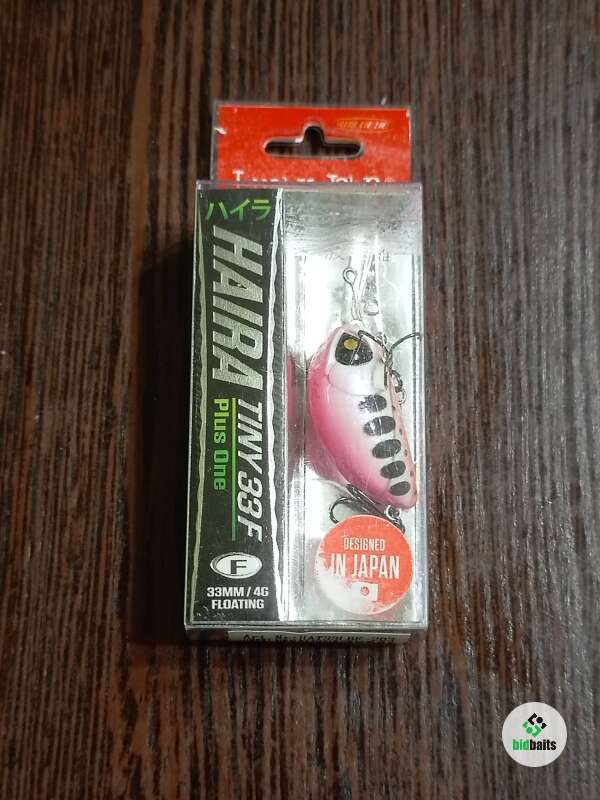 ハイラ
HAIRA
TINY 33F
Plus One
F
33MM / 4G
FLOATING
DESIGNED
IN JAPAN
bidbaits